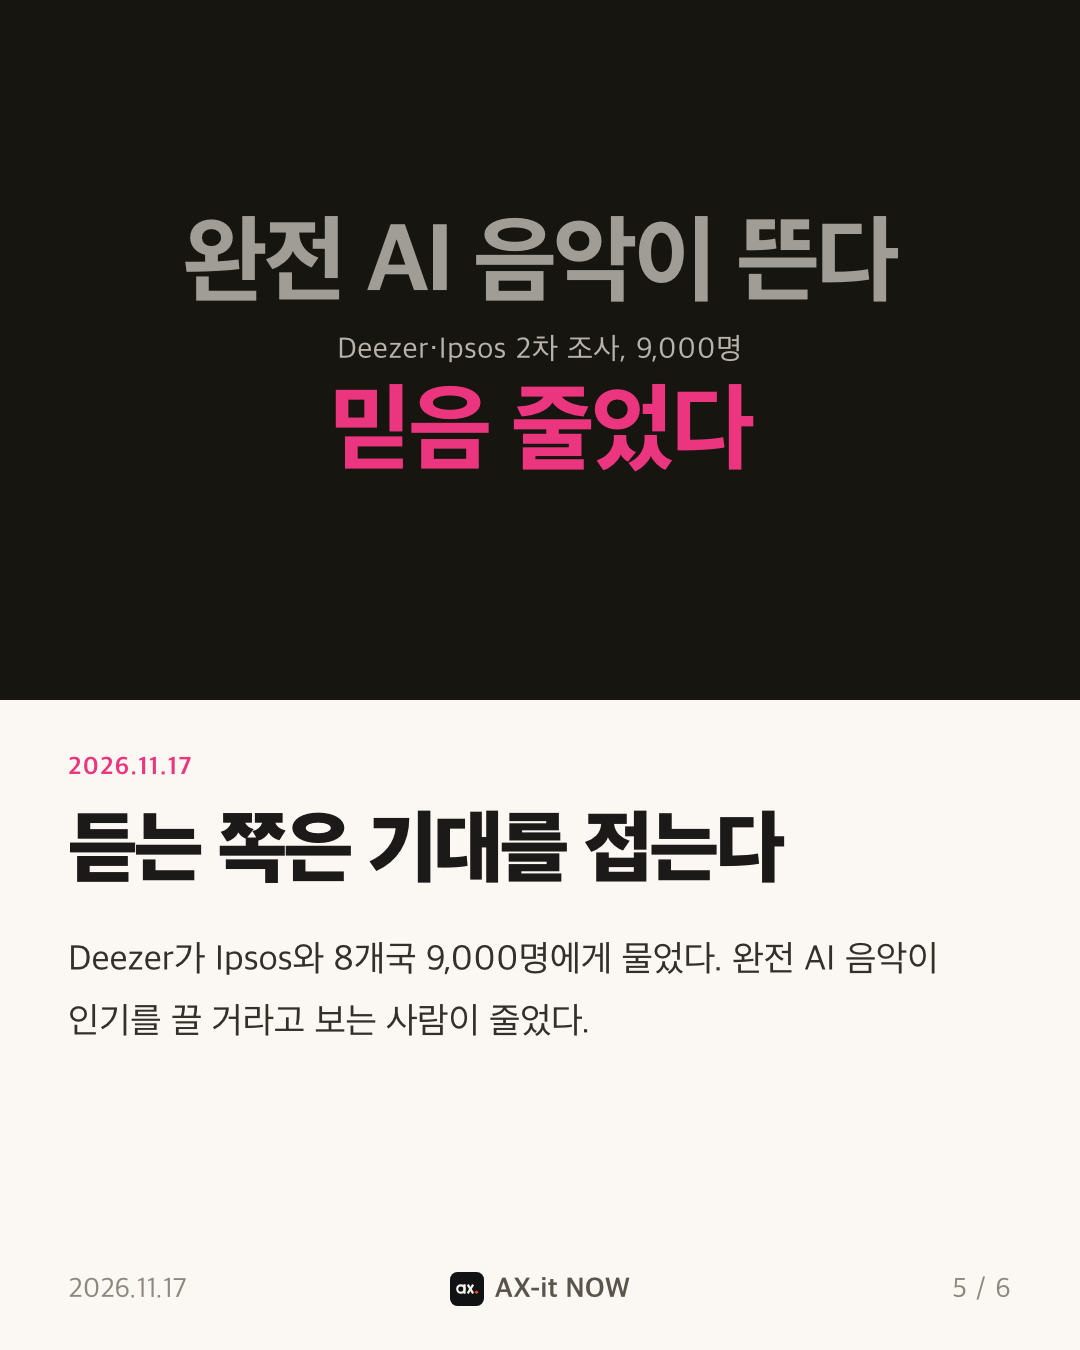 완전 AI 음악이 뜬다
Deezer·Ipsos 2차 조사, 9,000명
믿음 줄었다
2026.11.17
듣는 쪽은 기대를 접는다
Deezer가 Ipsos와 8개국 9,000명에게 물었다. 완전 AI 음악이
인기를 끌 거라고 보는 사람이 줄었다.
2026.11.17
ax.
AX-it NOW
5 / 6